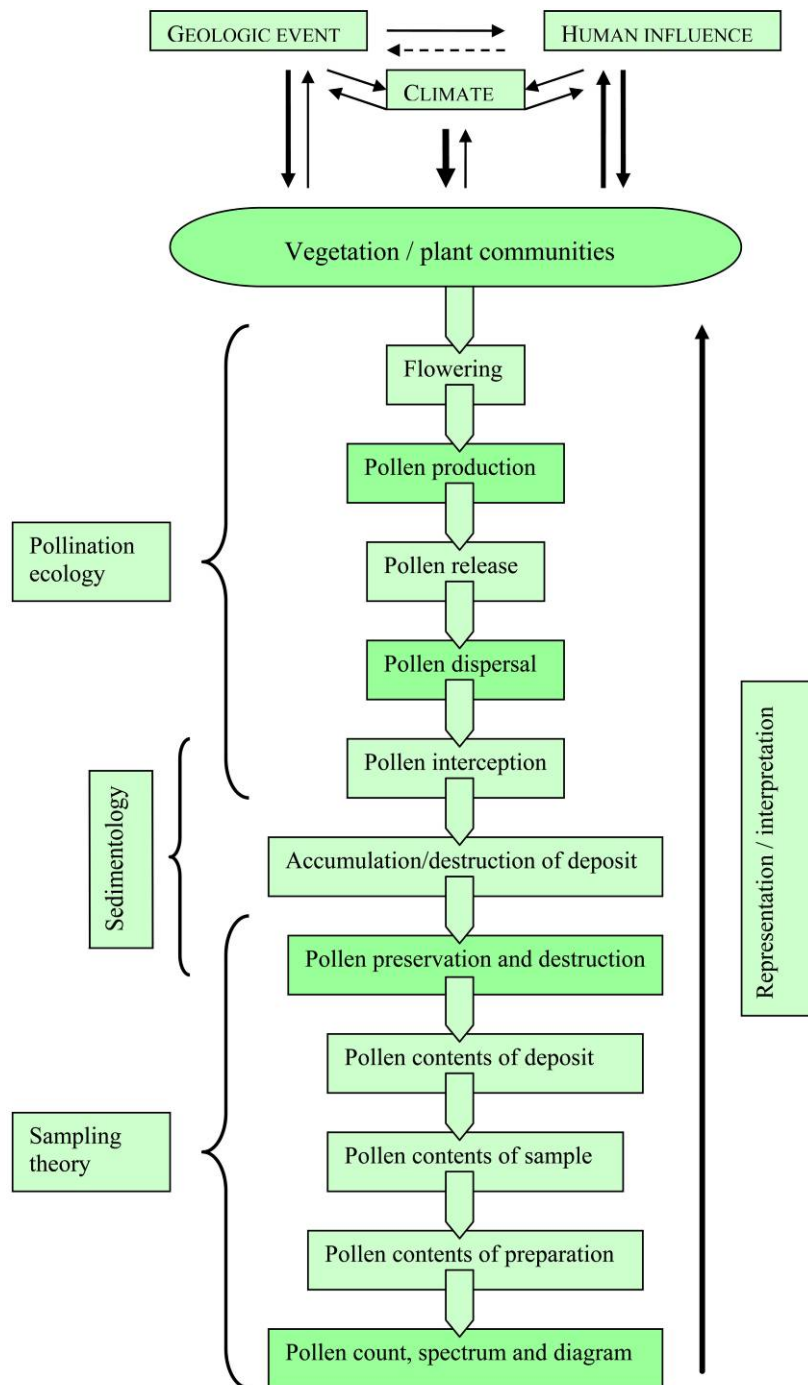 GEOLOGIC EVENT
HUMAN INFLUENCE
CLIMATE
Vegetation / plant communities
Flowering
Pollen production
Pollination
ecology
Pollen release
Pollen dispersal
Pollen interception
Sedimentology
Accumulation/destruction of deposit
Representation / interpretation
Pollen preservation and destruction
Pollen contents of deposit
Sampling
theory
Pollen contents of sample
Pollen contents of preparation
Pollen count, spectrum and diagram